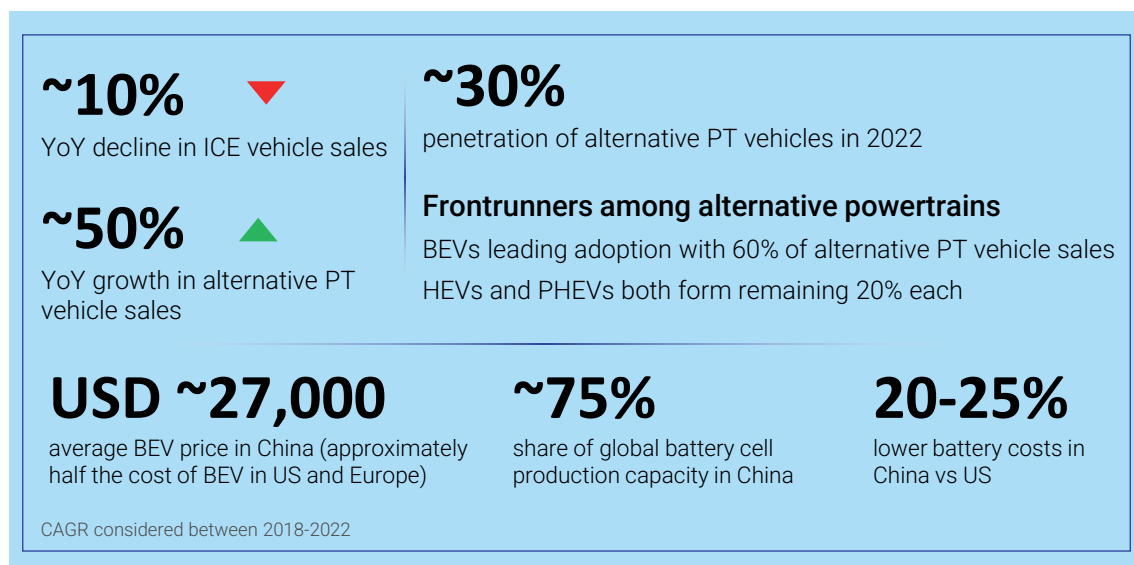 ~10%
YoY decline in ICE vehicle sales
~50%
YoY growth in alternative PT
vehicle sales
~30%
penetration of alternative PT vehicles in 2022
Frontrunners among alternative powertrains
BEVs leading adoption with 60% of alternative PT vehicle sales
HEVs and PHEVs both form remaining 20% each
USD ~27,000
average BEV price in China (approximately
half the cost of BEV in US and Europe)
~75%
share of global battery cell
production capacity in China
20-25%
lower battery costs in
China vs US
CAGR considered between 2018-2022